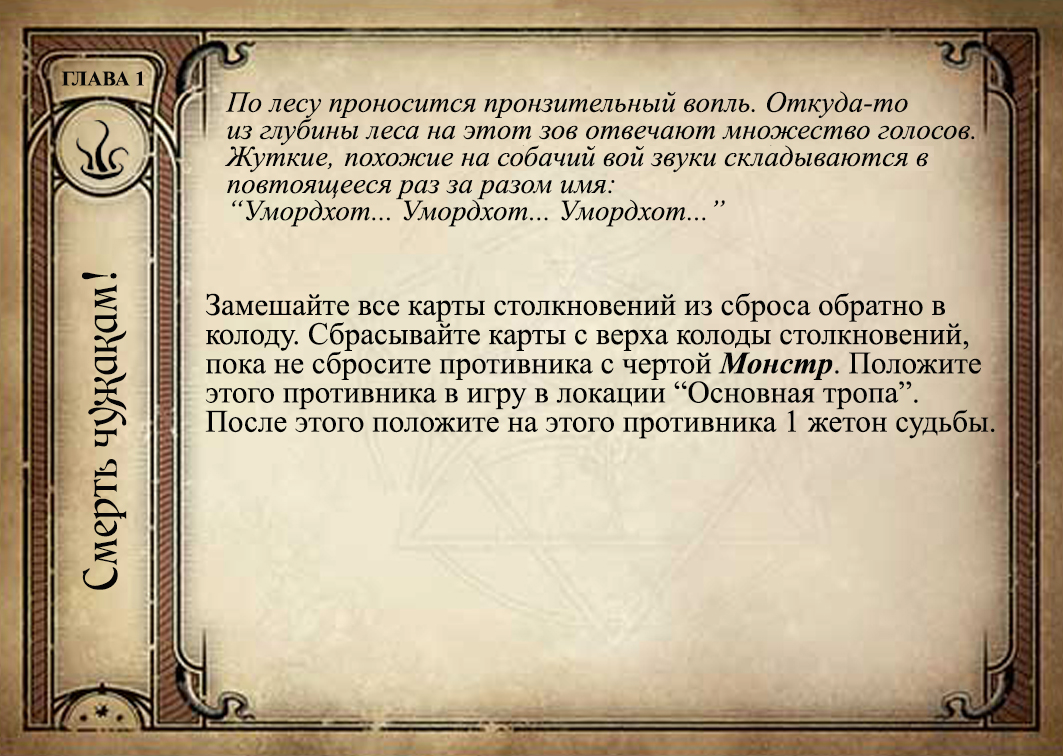 ГЛАВА 1
Смерть чужакам!
По лесу проносится пронзительный вопль. Откуда-то
из глубины леса на этот зов отвечают множество голосов.
Жуткие, похожие на собачий вой звуки складываются в
повтоящееся раз за разом имя:
“Умордхот... Умордхот... Умордхот...”
Замешайте все карты столкновений из сброса обратно в
колоду. Сбрасывайте карты с верха колоды столкновений,
пока не сбросите противника с чертой Монстр. Положите
этого противника в игру в локации “Основная тропа”.
После этого положите на этого противника 1 жетон судьбы.